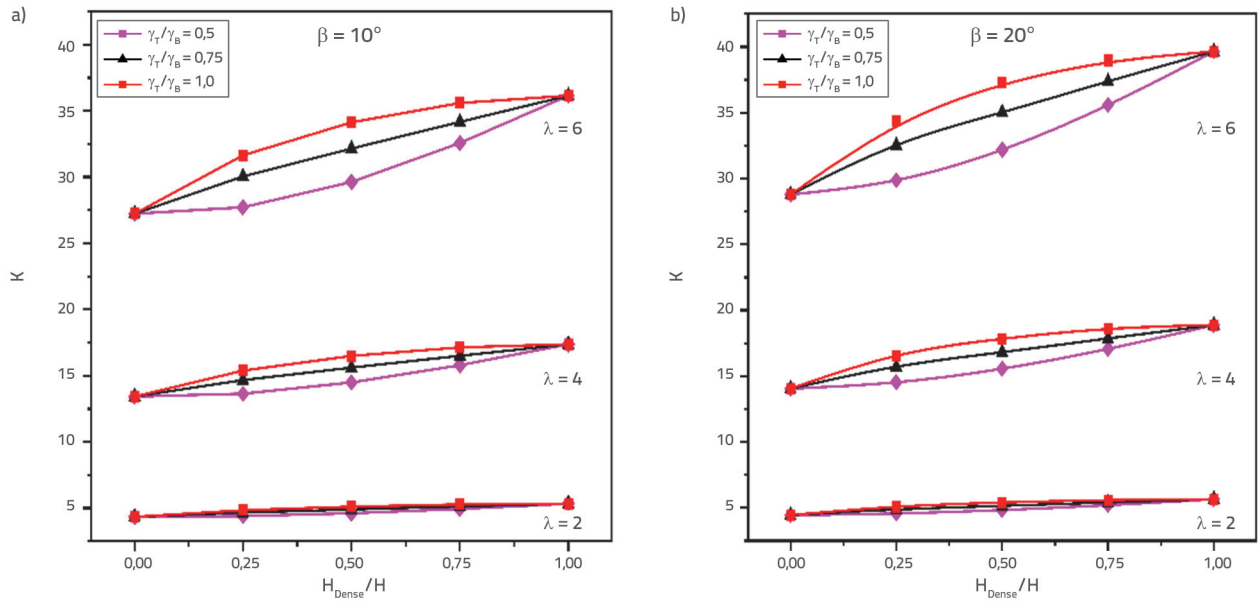 a)
γT/γB = 0,5
γT/γB = 0,75
γT/γB = 1,0
β = 10°
40
35
30
25
20
15
10
5
K
λ = 6
λ = 4
λ = 2
0,00 0,25 0,50 0,75 1,00
HDense/H
b)
γT/γB = 0,5
γT/γB = 0,75
γT/γB = 1,0
β = 20°
40
35
30
25
20
15
10
5
K
λ = 6
λ = 4
λ = 2
0,00 0,25 0,50 0,75 1,00
HDense/H